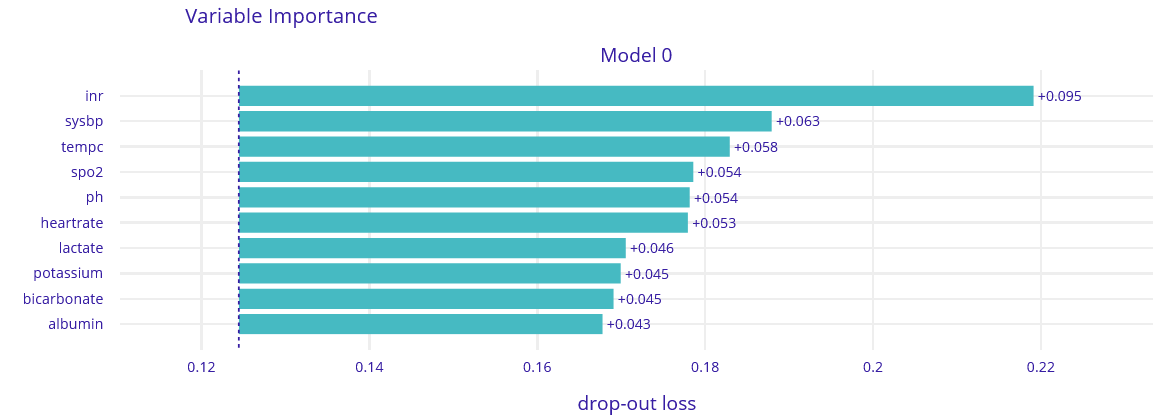 Variable Importance
Model 0
inr +0.095
sysbp +0.063
tempc +0.058
spo2 +0.054
ph +0.054
heartrate +0.053
lactate +0.046
potassium +0.045
bicarbonate +0.045
albumin +0.043
0.12 0.14 0.16 0.18 0.2 0.22
drop-out loss